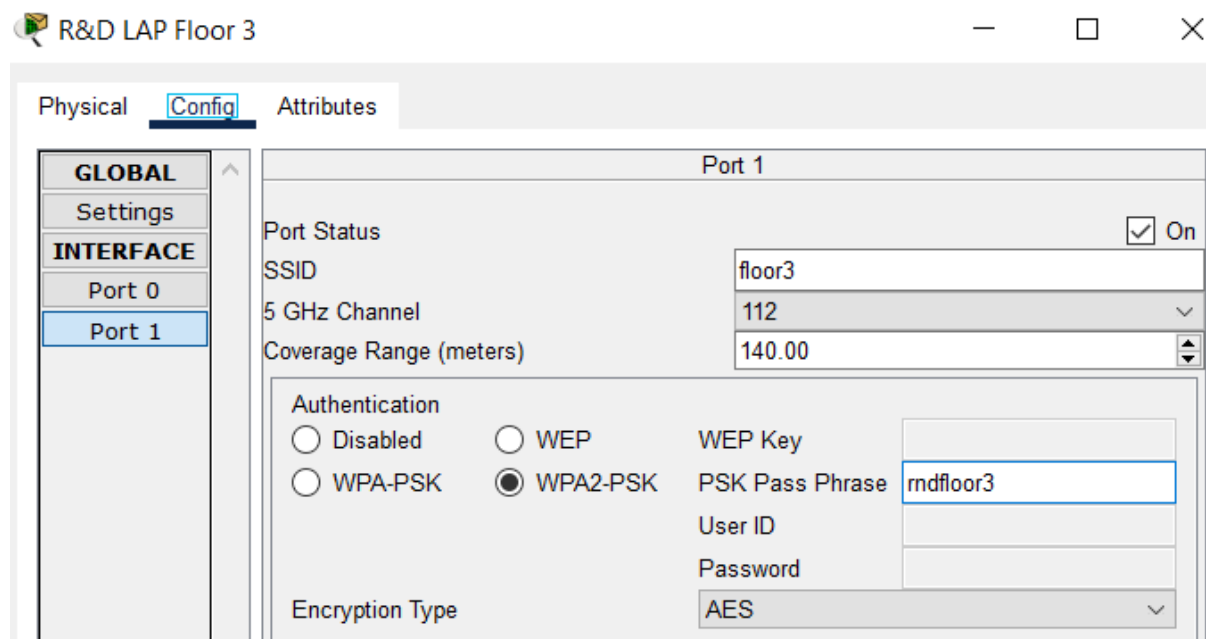 R&D LAP Floor 3
Physical Config Attributes
GLOBAL
Settings
INTERFACE
Port 0
Port 1
Port 1
Port Status On
SSID floor3
5 GHz Channel 112
Coverage Range (meters) 140.00
Authentication
Disabled WEP WEP Key
WPA-PSK WPA2-PSK PSK Pass Phrase rndfloor3
User ID
Password
Encryption Type AES